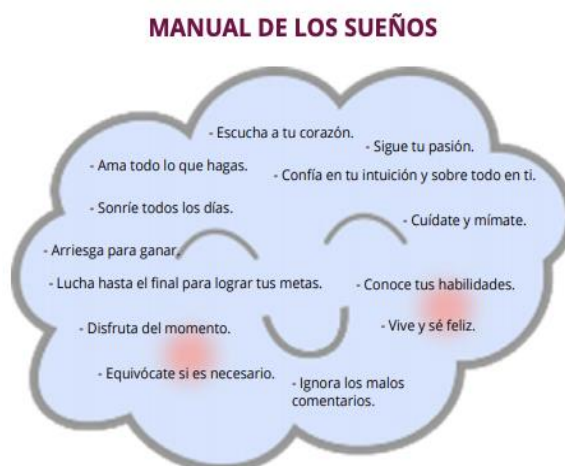 MANUAL DE LOS SUEÑOS
- Escucha a tu corazón.
- Sigue tu pasión.
- Ama todo lo que hagas.
- Confía en tu intuición y sobre todo en ti.
- Sonríe todos los días.
- Cuídate y mímate.
- Arriesga para ganar.
- Lucha hasta el final para lograr tus metas.
- Conoce tus habilidades.
- Disfruta del momento.
- Vive y sé feliz.
- Equivócate si es necesario.
- Ignora los malos
comentarios.